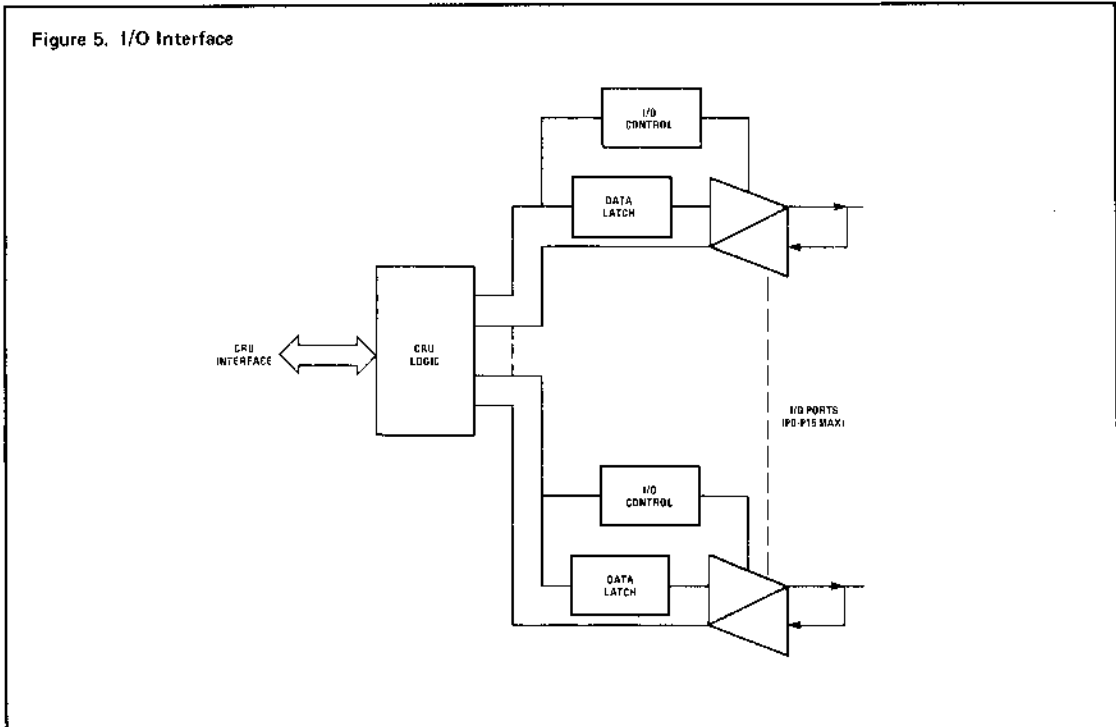 Figure 5. I/O Interface
I/O
CONTROL
DATA
LATCH
CRU
INTERFACE
CRU
LOGIC
I/O PORTS
(P0-P15 MAX)
I/O
CONTROL
DATA
LATCH